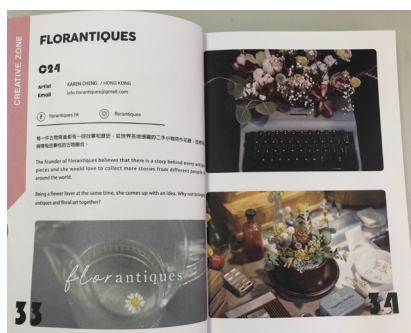 CREATIVE ZONE
FLORANTIQUES
C24
Artist KAREN CHENG / HONG KONG
Email info.florantiques@gmail.com
florantiques.hk florantiques
The founder of Florantiques believes that there is a story behind every
pieces and she would love to collect more stories from different people
around the world.
Being a flower lover at the same time, she comes up with an idea. Why not
antiques and floral art together?
florantiques
33
34